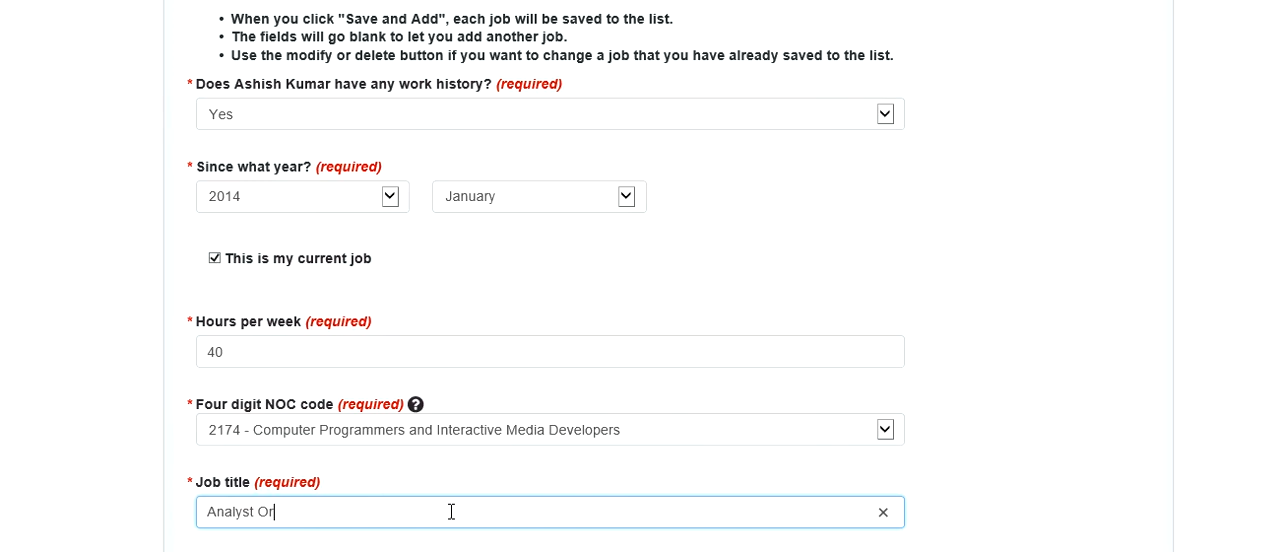 • When you click "Save and Add", each job will be saved to the list.
• The fields will go blank to let you add another job.
• Use the modify or delete button if you want to change a job that you have already saved to the list.
* Does Ashish Kumar have any work history? (required)
Yes
* Since what year? (required)
2014 January
This is my current job
* Hours per week (required)
40
* Four digit NOC code (required) ?
2174 - Computer Programmers and Interactive Media Developers
* Job title (required)
Analyst Or